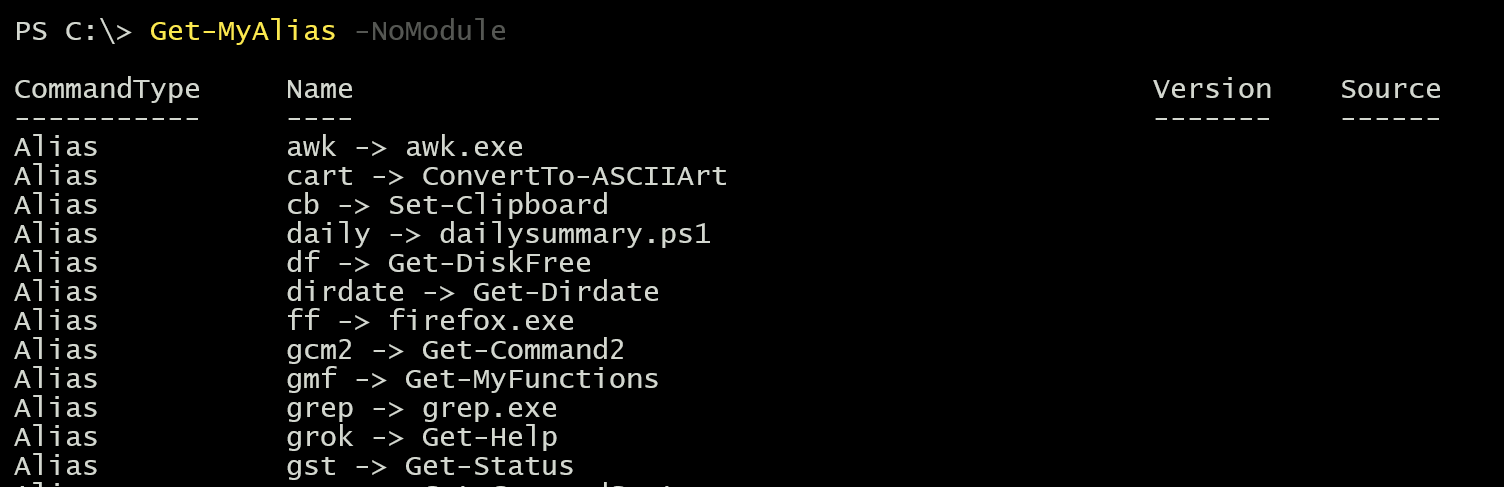 PS C:\> Get-MyAlias -NoModule
CommandType     Name                                               Version    Source
-----------     ----                                               -------    ------
Alias           awk -> awk.exe
Alias           cart -> ConvertTo-ASCIIArt
Alias           cb -> Set-Clipboard
Alias           daily -> dailysummary.ps1
Alias           df -> Get-DiskFree
Alias           dirdate -> Get-Dirdate
Alias           ff -> firefox.exe
Alias           gcm2 -> Get-Command2
Alias           gmf -> Get-MyFunctions
Alias           grep -> grep.exe
Alias           grok -> Get-Help
Alias           gst -> Get-Status